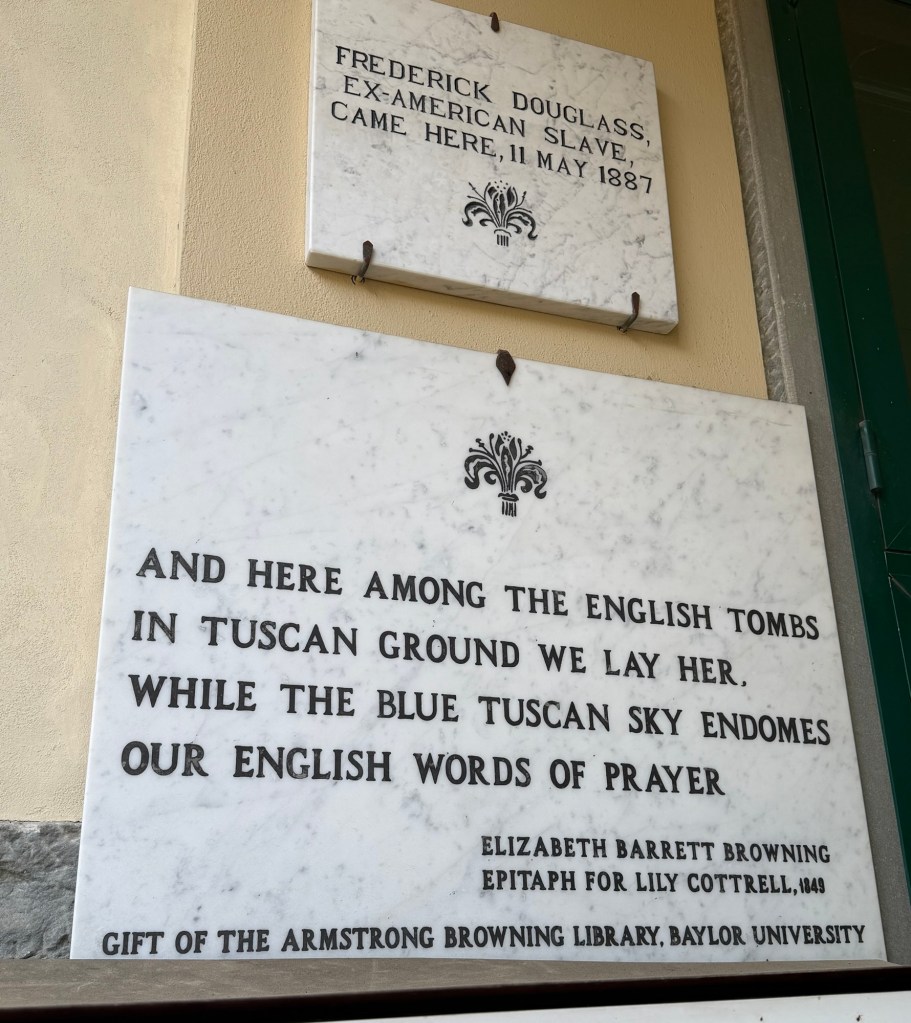 FREDERICK DOUGLASS,
EX-AMERICAN SLAVE,
CAME HERE, 11 MAY 1887
AND HERE AMONG THE ENGLISH TOMBS
IN TUSCAN GROUND WE LAY HER,
WHILE THE BLUE TUSCAN SKY ENDOMES
OUR ENGLISH WORDS OF PRAYER
ELIZABETH BARRETT BROWNING
EPITAPH FOR LILY COTTRELL, 1849
GIFT OF THE ARMSTRONG BROWNING LIBRARY, BAYLOR UNIVERSITY